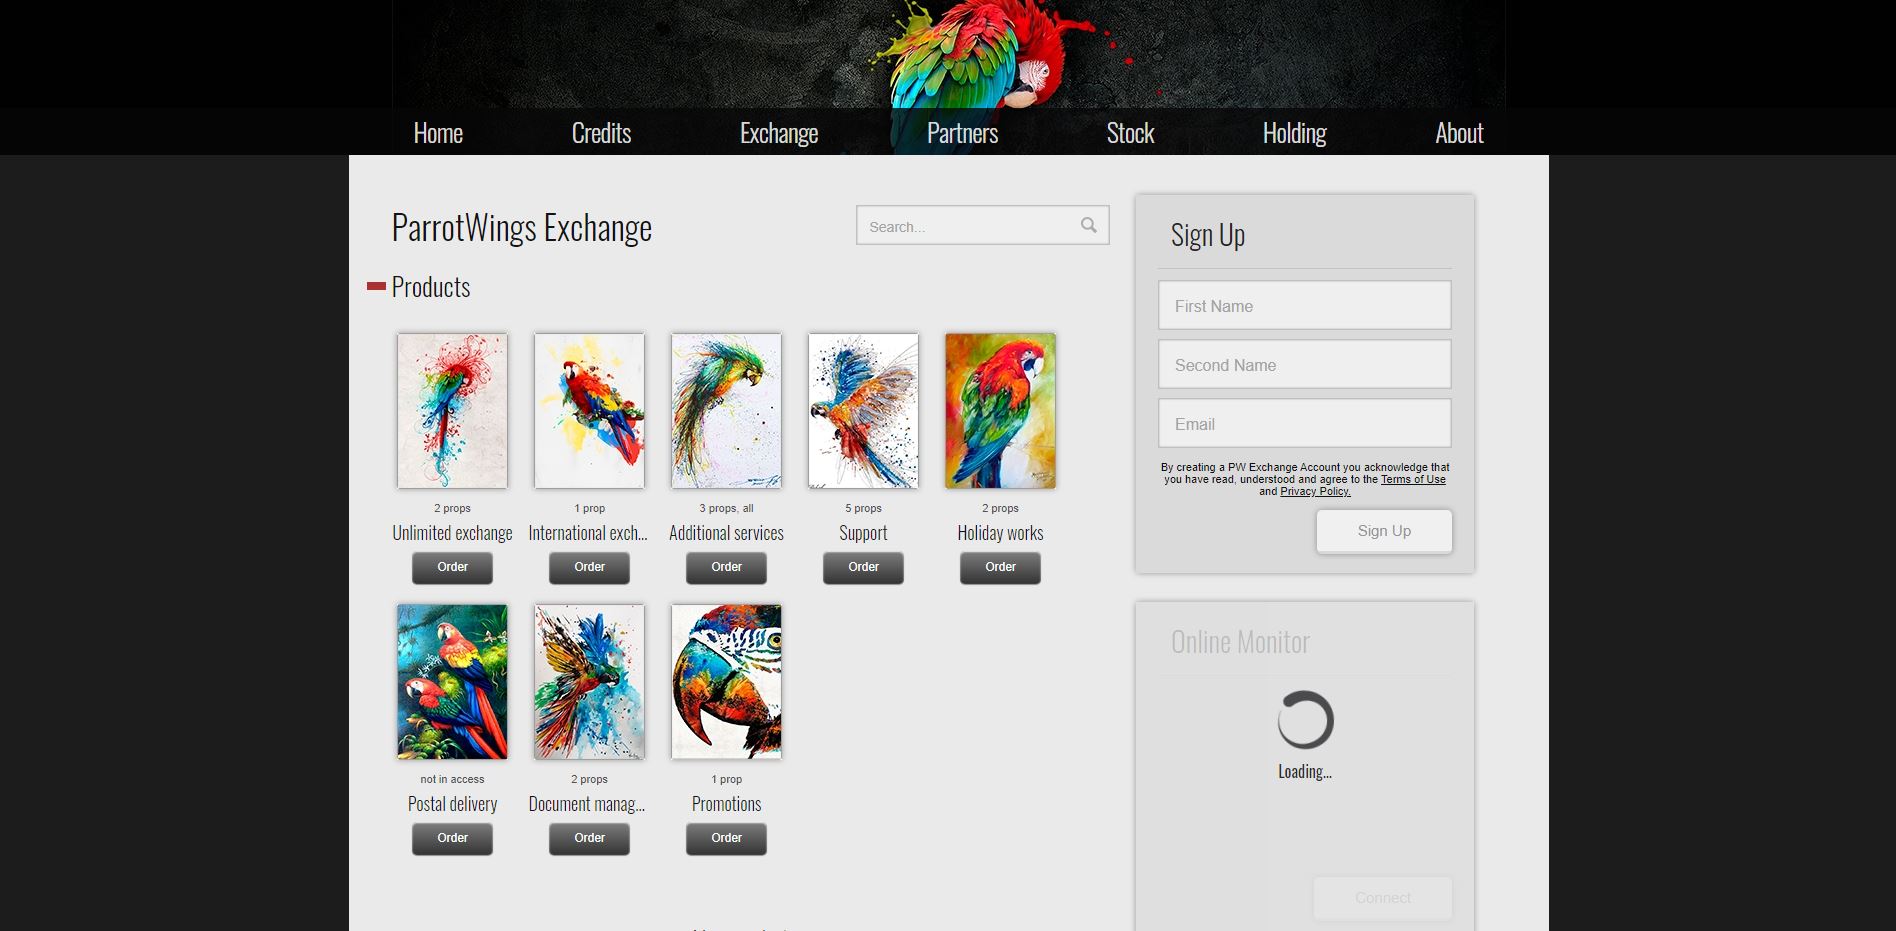 Home
Credits
Exchange
Partners
Stock
Holding
About
ParrotWings Exchange
Search...
Products
2 props
1 prop
3 props, all
5 props
2 props
Unlimited exchange
International exch...
Additional services
Support
Holiday works
Order
Order
Order
Order
Order
not in access
2 props
1 prop
Postal delivery
Document manag...
Promotions
Order
Order
Order
Sign Up
First Name
Second Name
Email
By creating a PW Exchange Account you acknowledge that
you have read, understood and agree to the Terms of Use
and Privacy Policy.
Sign Up
Online Monitor
Loading...
Connect